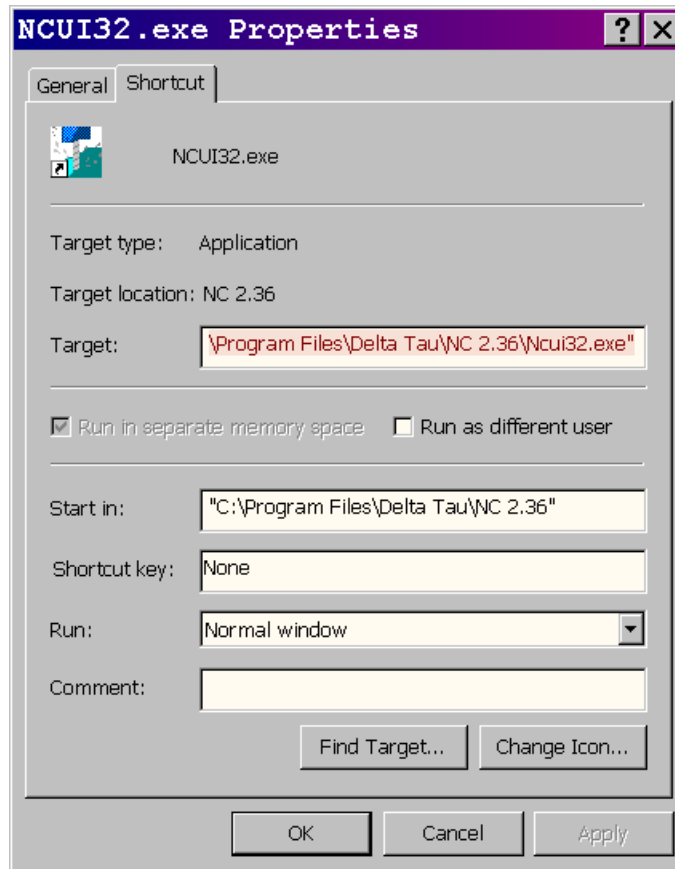 NCUI32.exe Properties
General Shortcut
NCUI32.exe
Target type: Application
Target location: NC 2.36
Target: \Program Files\Delta Tau\NC 2.36\Ncui32.exe"
Run in separate memory space Run as different user
Start in: "C:\Program Files\Delta Tau\NC 2.36"
Shortcut key: None
Run: Normal window
Comment:
Find Target... Change Icon...
OK Cancel Apply